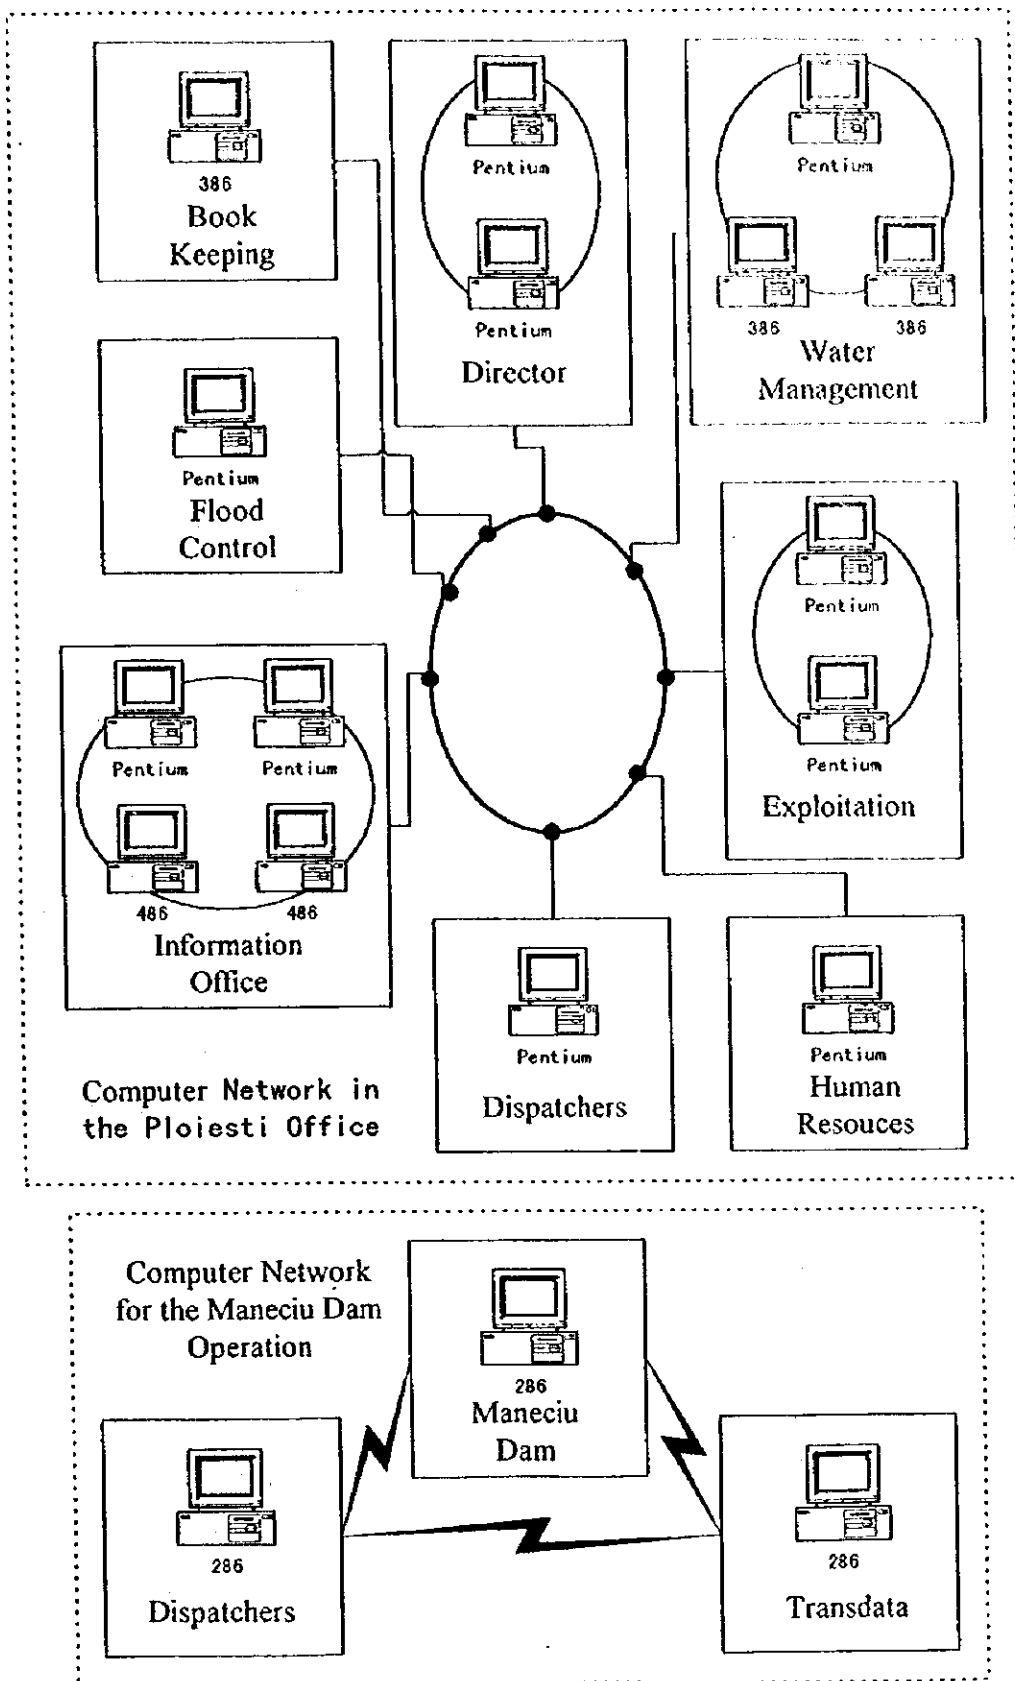 386
Book
Keeping
Pentium
Pentium
Director
Pentium
386
386
Water
Management
Pentium
Flood
Control
Pentium
Pentium
Exploitation
Pentium
Pentium
486
486
Information
Office
Pentium
Dispatchers
Pentium
Human
Resouces
Computer Network in
the Ploiesti Office
Computer Network
for the Maneciu Dam
Operation
286
Maneciu
Dam
286
Dispatchers
286
Transdata